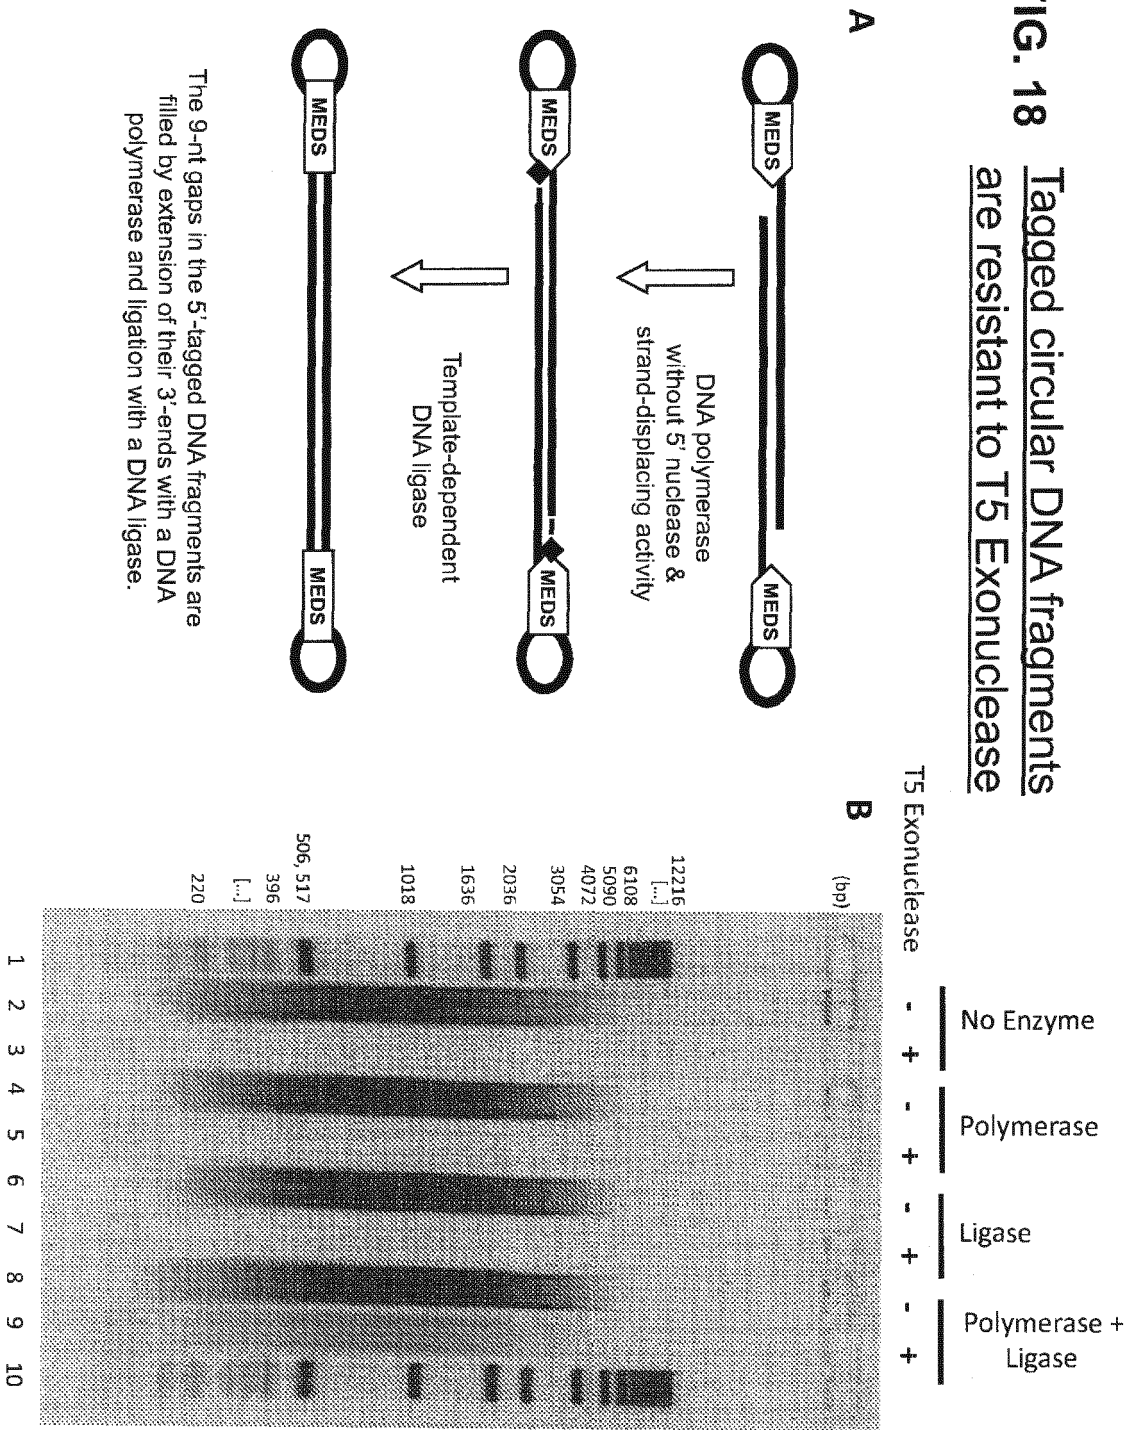 FIG. 18
Tagged circular DNA fragments
are resistant to T5 Exonuclease
A
MEDS
MEDS
DNA polymerase
without 5' nuclease &
strand-displacing activity
MEDS
MEDS
Template-dependent
DNA ligase
MEDS
MEDS
The 9-nt gaps in the 5'-tagged DNA fragments are
filled by extension of their 3'-ends with a DNA
polymerase and ligation with a DNA ligase.
B
No Enzyme
Polymerase
Ligase
Polymerase +
Ligase
T5 Exonuclease
- + - + - + - +
(bp)
12216
[...]
6108
5090
4072
3054
2036
1636
1018
506, 517
396
[...]
220
1 2 3 4 5 6 7 8 9 10